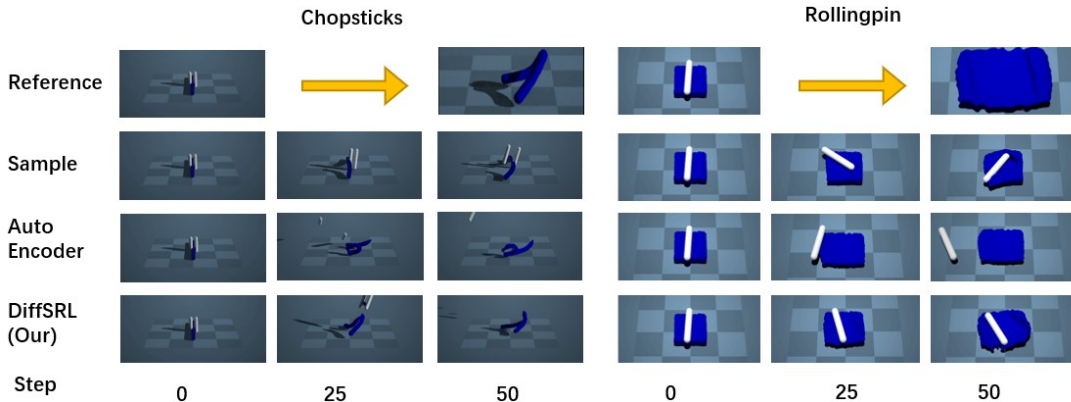 Chopsticks
Rollingpin
Reference
Sample
Auto
Encoder
DiffSRL
(Our)
Step
0
25
50
0
25
50